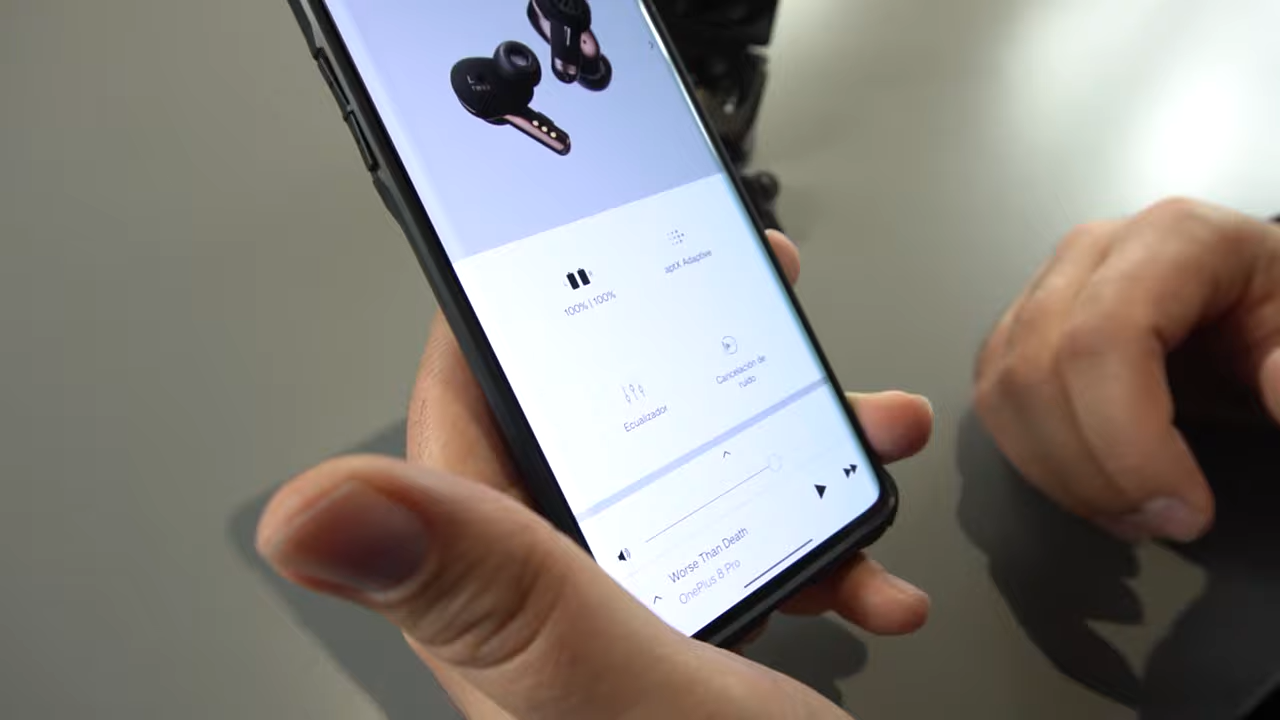 L
100% | 100%
aptX Adaptive
Ecualizador
Cancelación de
ruido
Worse Than Death
OnePlus 8 Pro